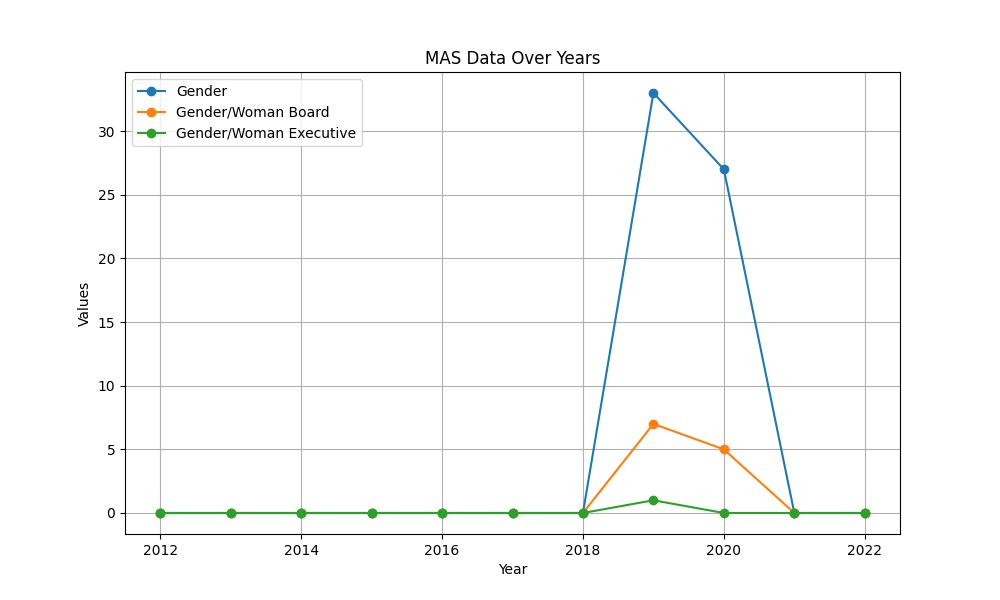 MAS Data Over Years
Gender
Gender/Woman Board
Gender/Woman Executive
Values
30
25
20
15
10
5
0
2012 2014 2016 2018 2020 2022
Year